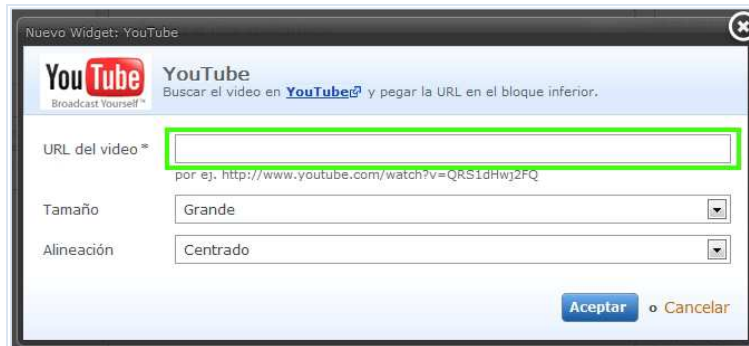 Nuevo Widget: YouTube
YouTube
Broadcast Yourself™
YouTube
Buscar el video en YouTube y pegar la URL en el bloque inferior.
URL del video *
por ej. http://www.youtube.com/watch?v=QRS1dHwj2FQ
Tamaño
Grande
Alineación
Centrado
Aceptar o Cancelar